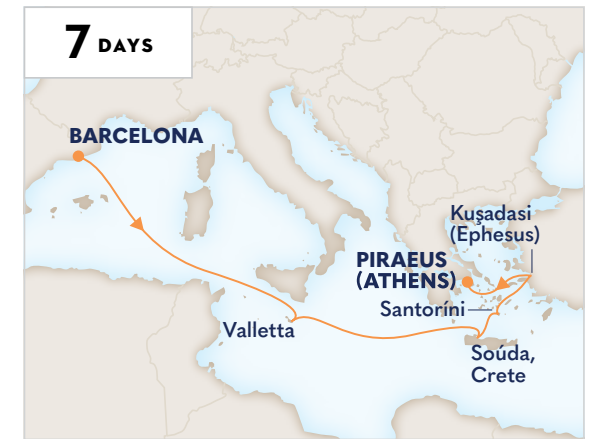 7 DAYS
BARCELONA
Kuşadasi
(Ephesus)
PIRAEUS
(ATHENS)
Santoríni
Valletta
Soúda,
Crete